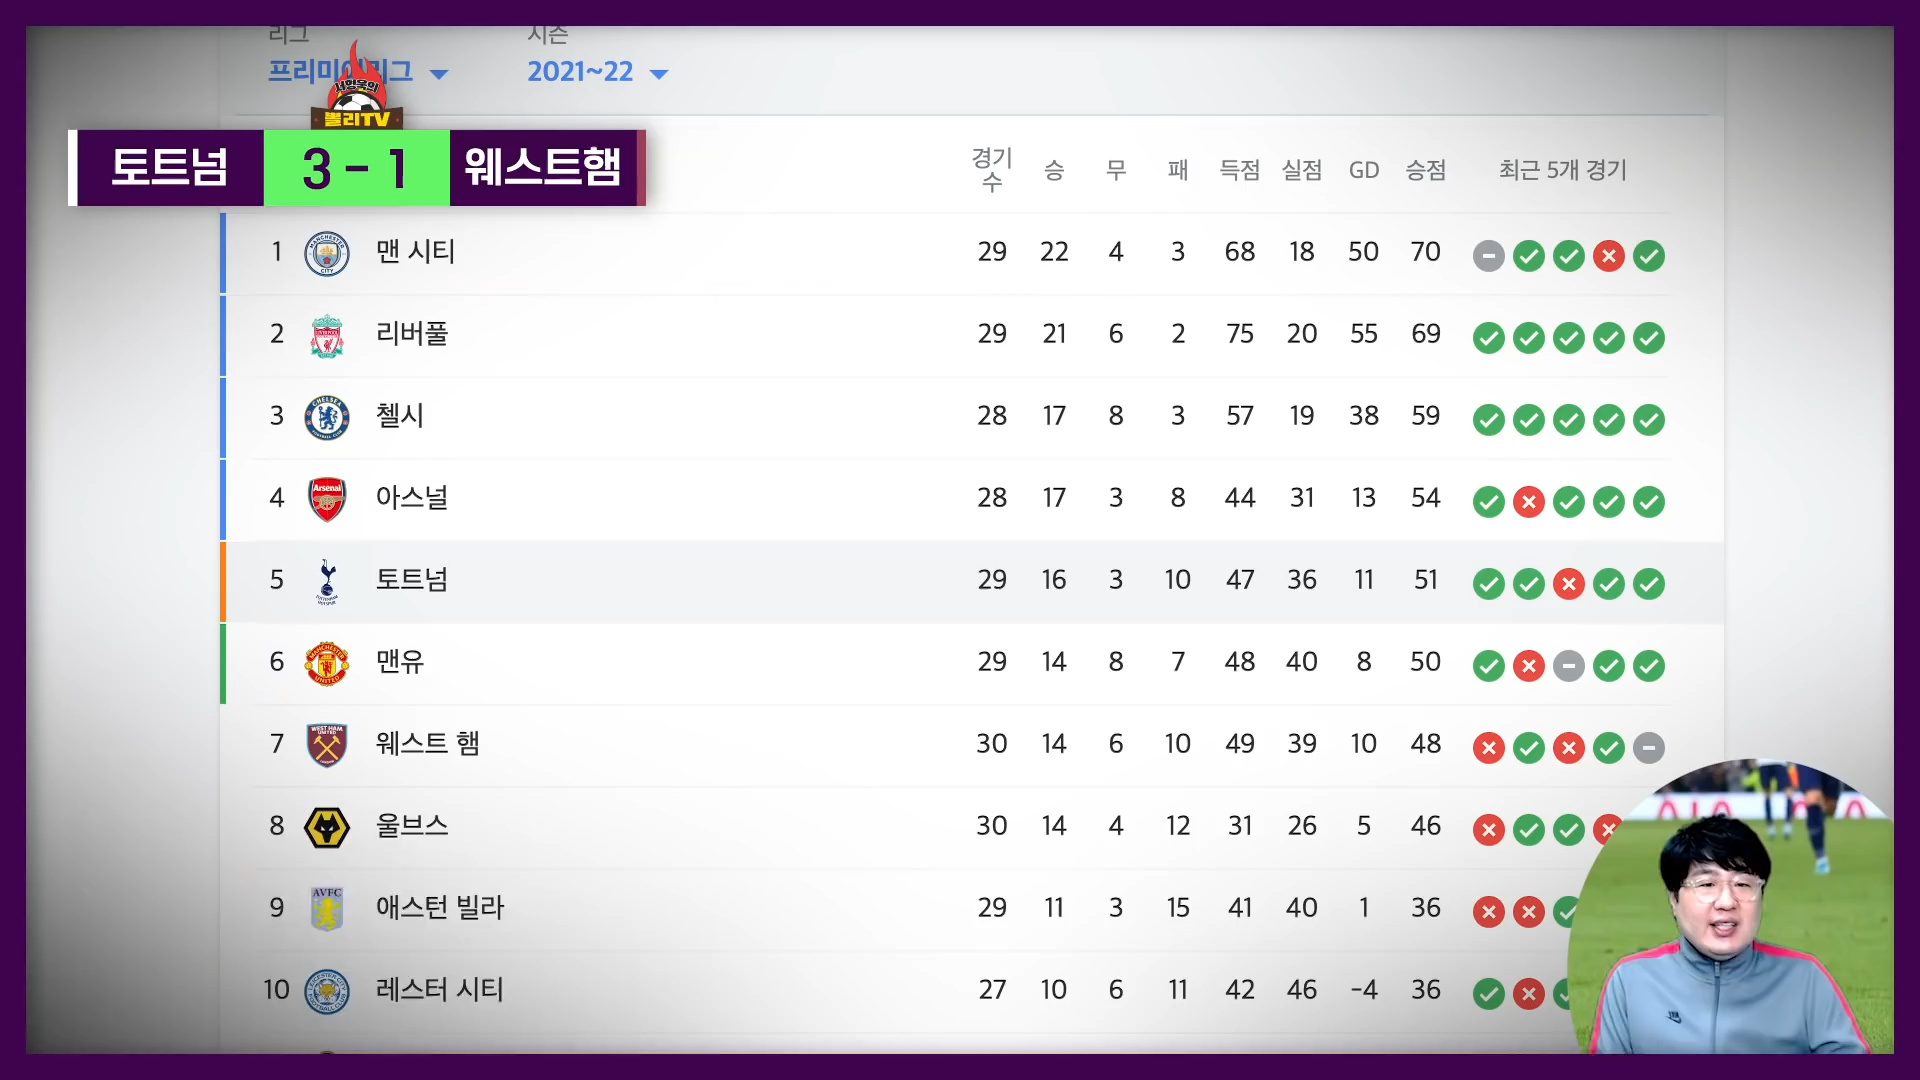 리그 시즌
프리미어리그 2021~22
서형욱의
뽈리TV
토트넘 3 - 1 웨스트햄
경기수 승 무 패 득점 실점 GD 승점 최근 5개 경기
1 맨 시티 29 22 4 3 68 18 50 70
2 리버풀 29 21 6 2 75 20 55 69
3 첼시 28 17 8 3 57 19 38 59
4 아스널 28 17 3 8 44 31 13 54
5 토트넘 29 16 3 10 47 36 11 51
6 맨유 29 14 8 7 48 40 8 50
7 웨스트 햄 30 14 6 10 49 39 10 48
8 울브스 30 14 4 12 31 26 5 46
9 애스턴 빌라 29 11 3 15 41 40 1 36
10 레스터 시티 27 10 6 11 42 46 -4 36